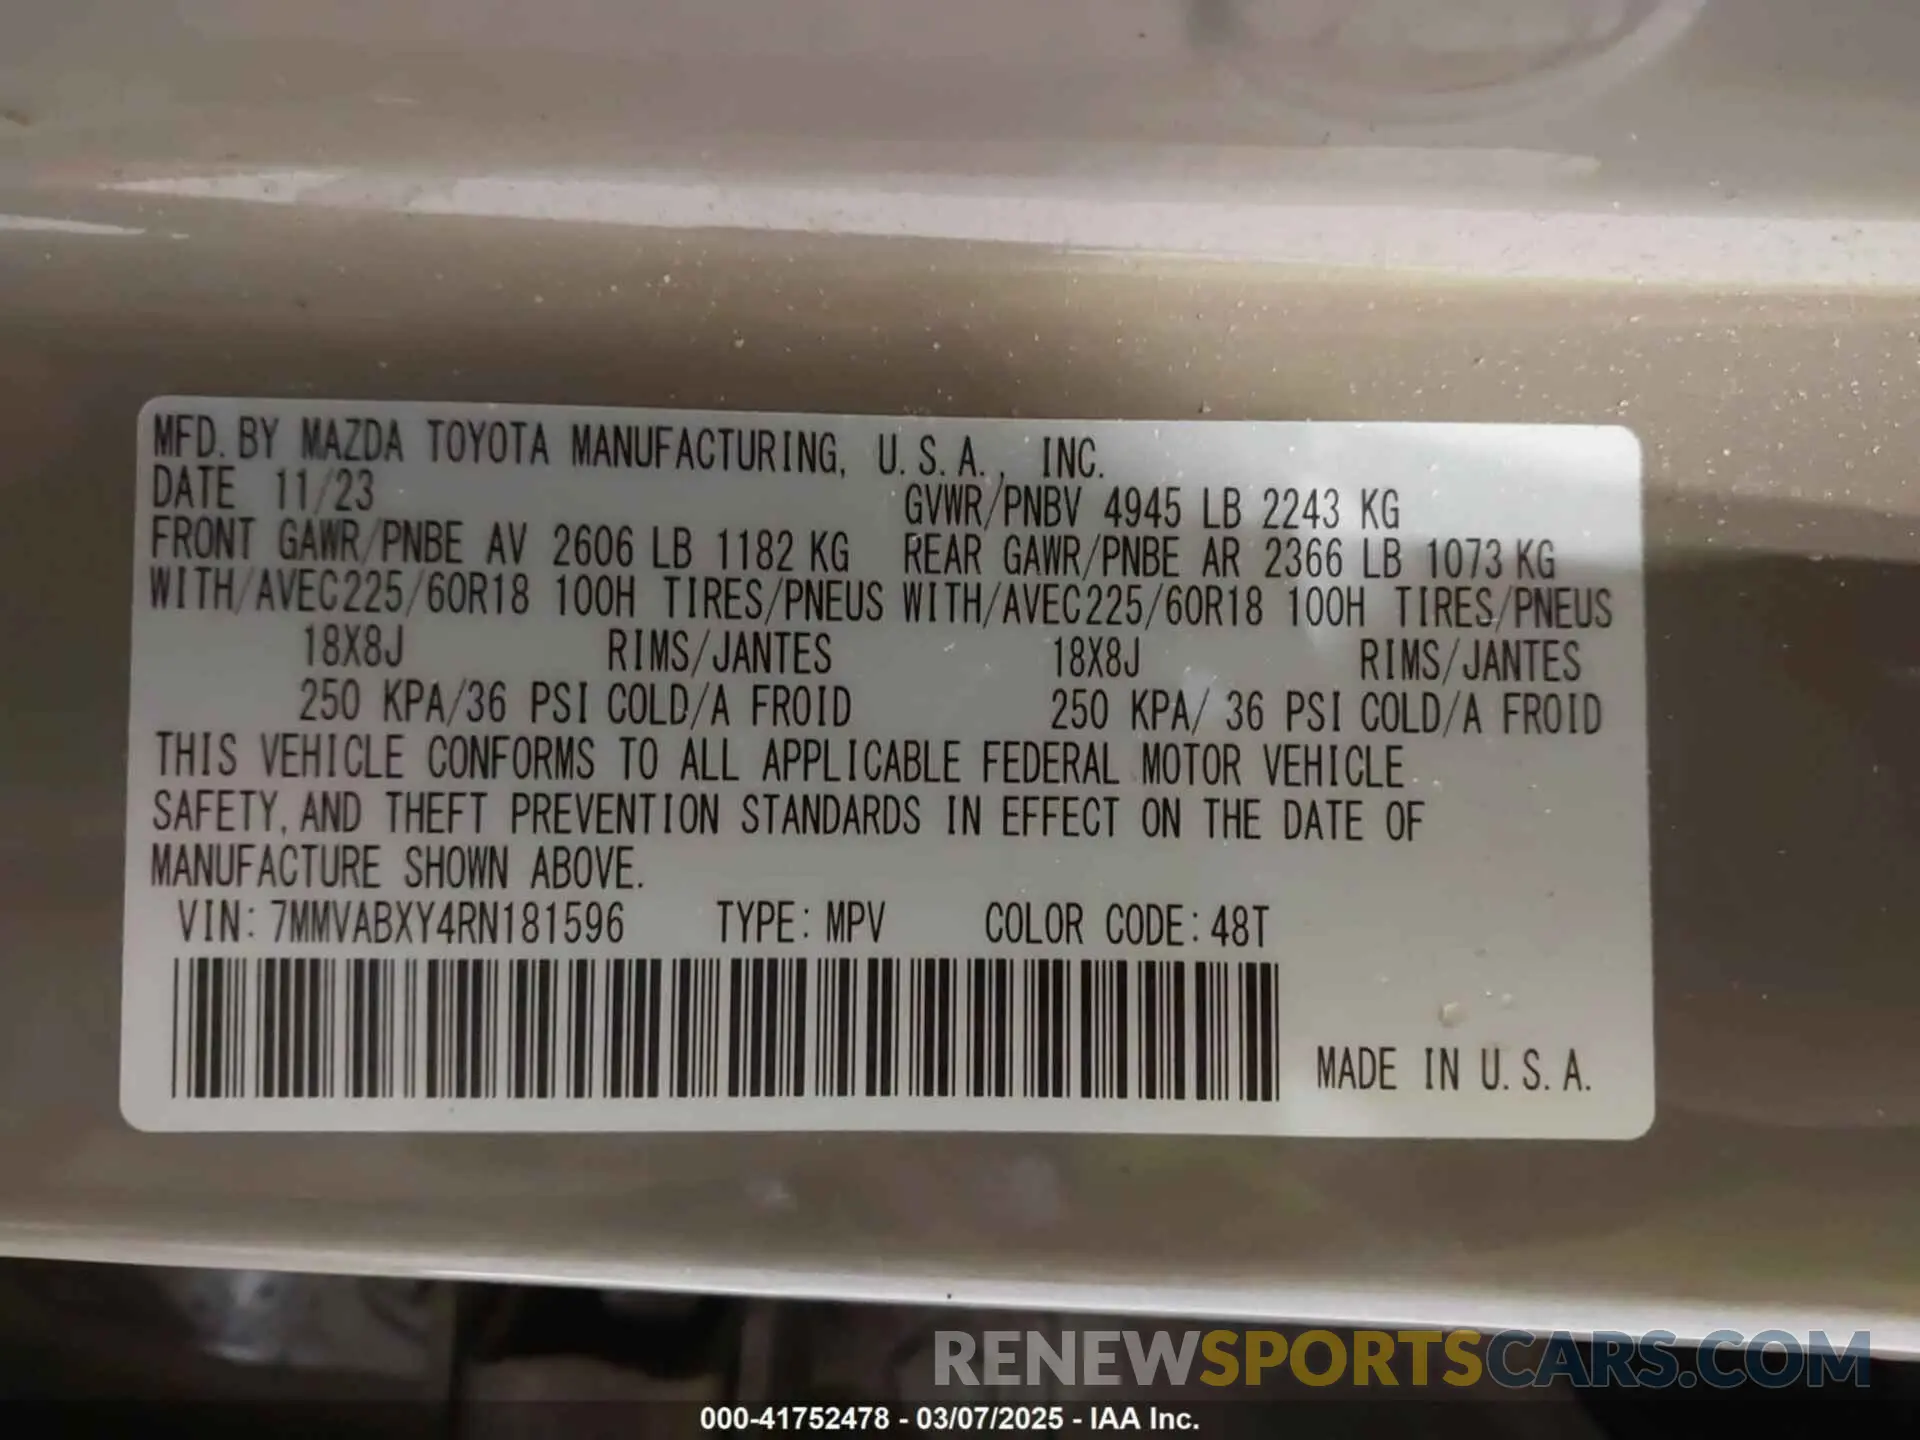 MFD. BY MAZDA TOYOTA MANUFACTURING, U.S.A., INC.
DATE 11/23
GVWR/PNBV 4945 LB 2243 KG
FRONT GAWR/PNBE AV 2606 LB 1182 KG REAR GAWR/PNBE AR 2366 LB 1073 KG
WITH/AVEC225/60R18 100H TIRES/PNEUS WITH/AVEC225/60R18 100H TIRES/PNEUS
18X8J RIMS/JANTES 18X8J RIMS/JANTES
250 KPA/36 PSI COLD/A FROID 250 KPA/ 36 PSI COLD/A FROID
THIS VEHICLE CONFORMS TO ALL APPLICABLE FEDERAL MOTOR VEHICLE
SAFETY, AND THEFT PREVENTION STANDARDS IN EFFECT ON THE DATE OF
MANUFACTURE SHOWN ABOVE.
VIN: 7MMVABXY4RN181596 TYPE: MPV COLOR CODE: 48T
MADE IN U.S.A.
RENEWSPORTSCARS.COM
000-41752478 - 03/07/2025 - IAA Inc.